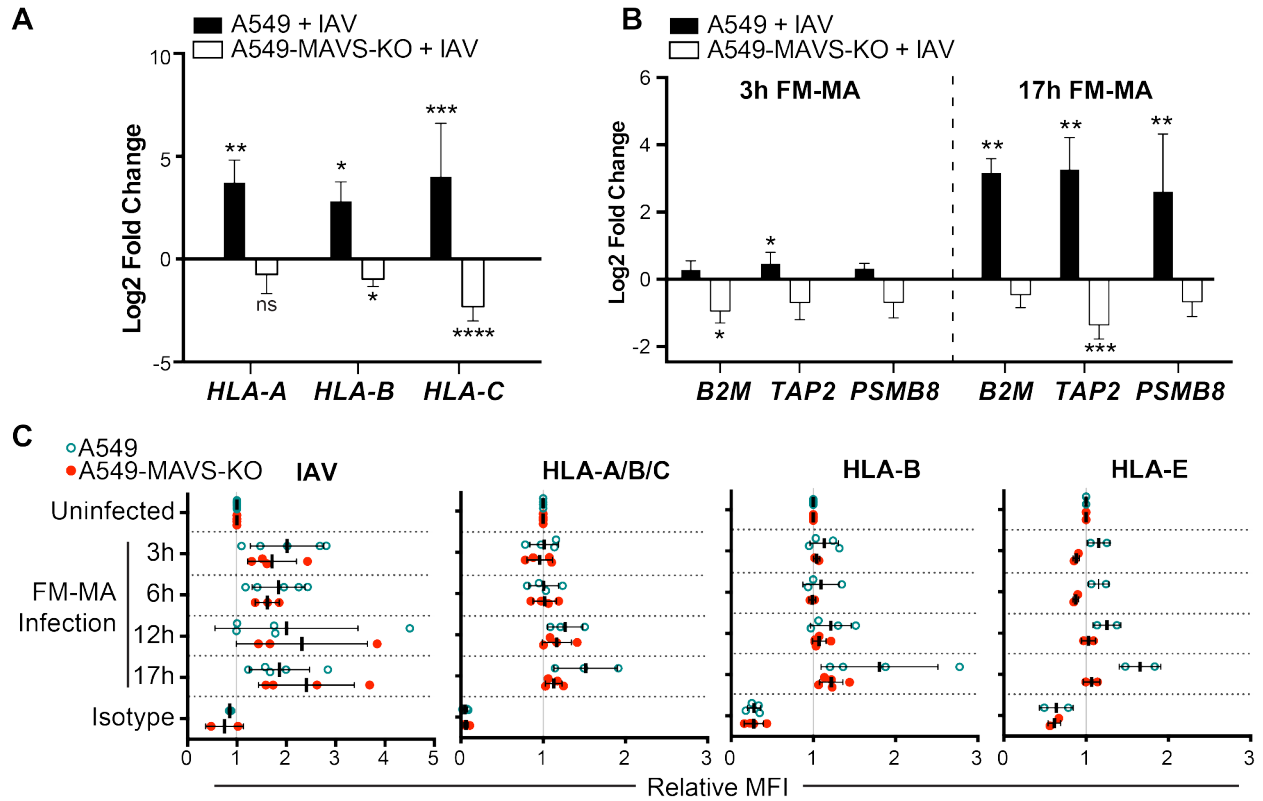 A
A549 + IAV
A549-MAVS-KO + IAV
Log2 Fold Change
10
5
0
-5
**
*
***
ns
*
****
HLA-A HLA-B HLA-C
B
A549 + IAV
A549-MAVS-KO + IAV
3h FM-MA 17h FM-MA
Log2 Fold Change
6
4
2
0
-2
*
*
**
**
**
***
B2M TAP2 PSMB8 B2M TAP2 PSMB8
C
A549
A549-MAVS-KO
IAV HLA-A/B/C HLA-B HLA-E
Uninfected
3h
6h
FM-MA
Infection
12h
17h
Isotype
0 1 2 3 4 5 0 1 2 3 0 1 2 3 0 1 2 3
Relative MFI